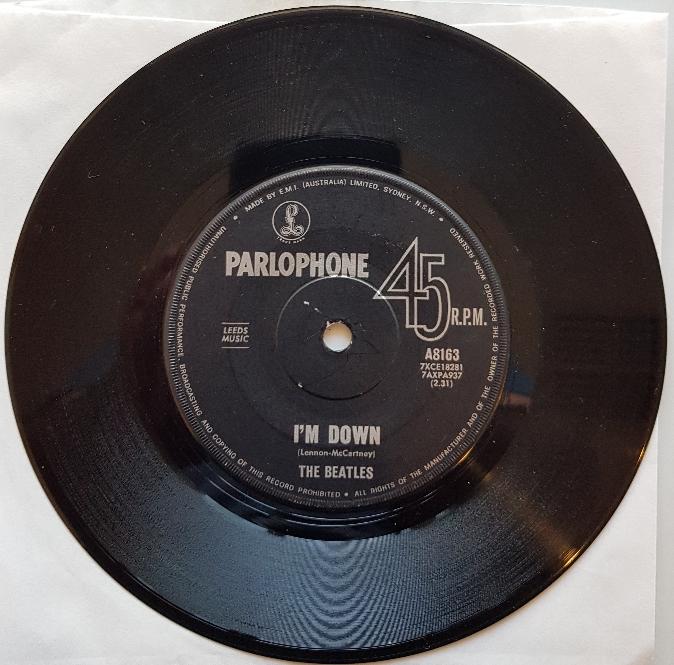 MADE BY E.M.I. (AUSTRALIA) LIMITED, SYDNEY, N.S.W.
TRADE MARK
PARLOPHONE
45 R.P.M.
LEEDS
MUSIC
A8163
7XCE18281
7AXPA937
(2.31)
I'M DOWN
(Lennon-McCartney)
THE BEATLES
UNAUTHORISED PUBLIC PERFORMANCE, BROADCASTING AND COPYING OF THIS RECORD PROHIBITED • ALL RIGHTS OF THE MANUFACTURER AND OF THE OWNER OF THE RECORDED WORK RESERVED